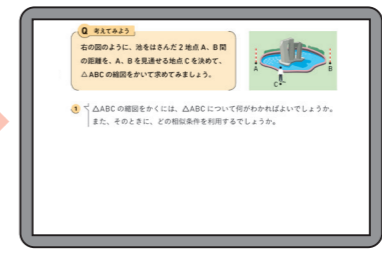 Q 考えてみよう
右の図のように、池をはさんだ2地点A、B間
の距離を、A、Bを見通せる地点Cを決めて、
△ABCの縮図をかいて求めてみましょう。
A
B
C
1 △ABCの縮図をかくには、△ABCについて何がわかればよいでしょうか。
また、そのときに、どの相似条件を利用するでしょうか。